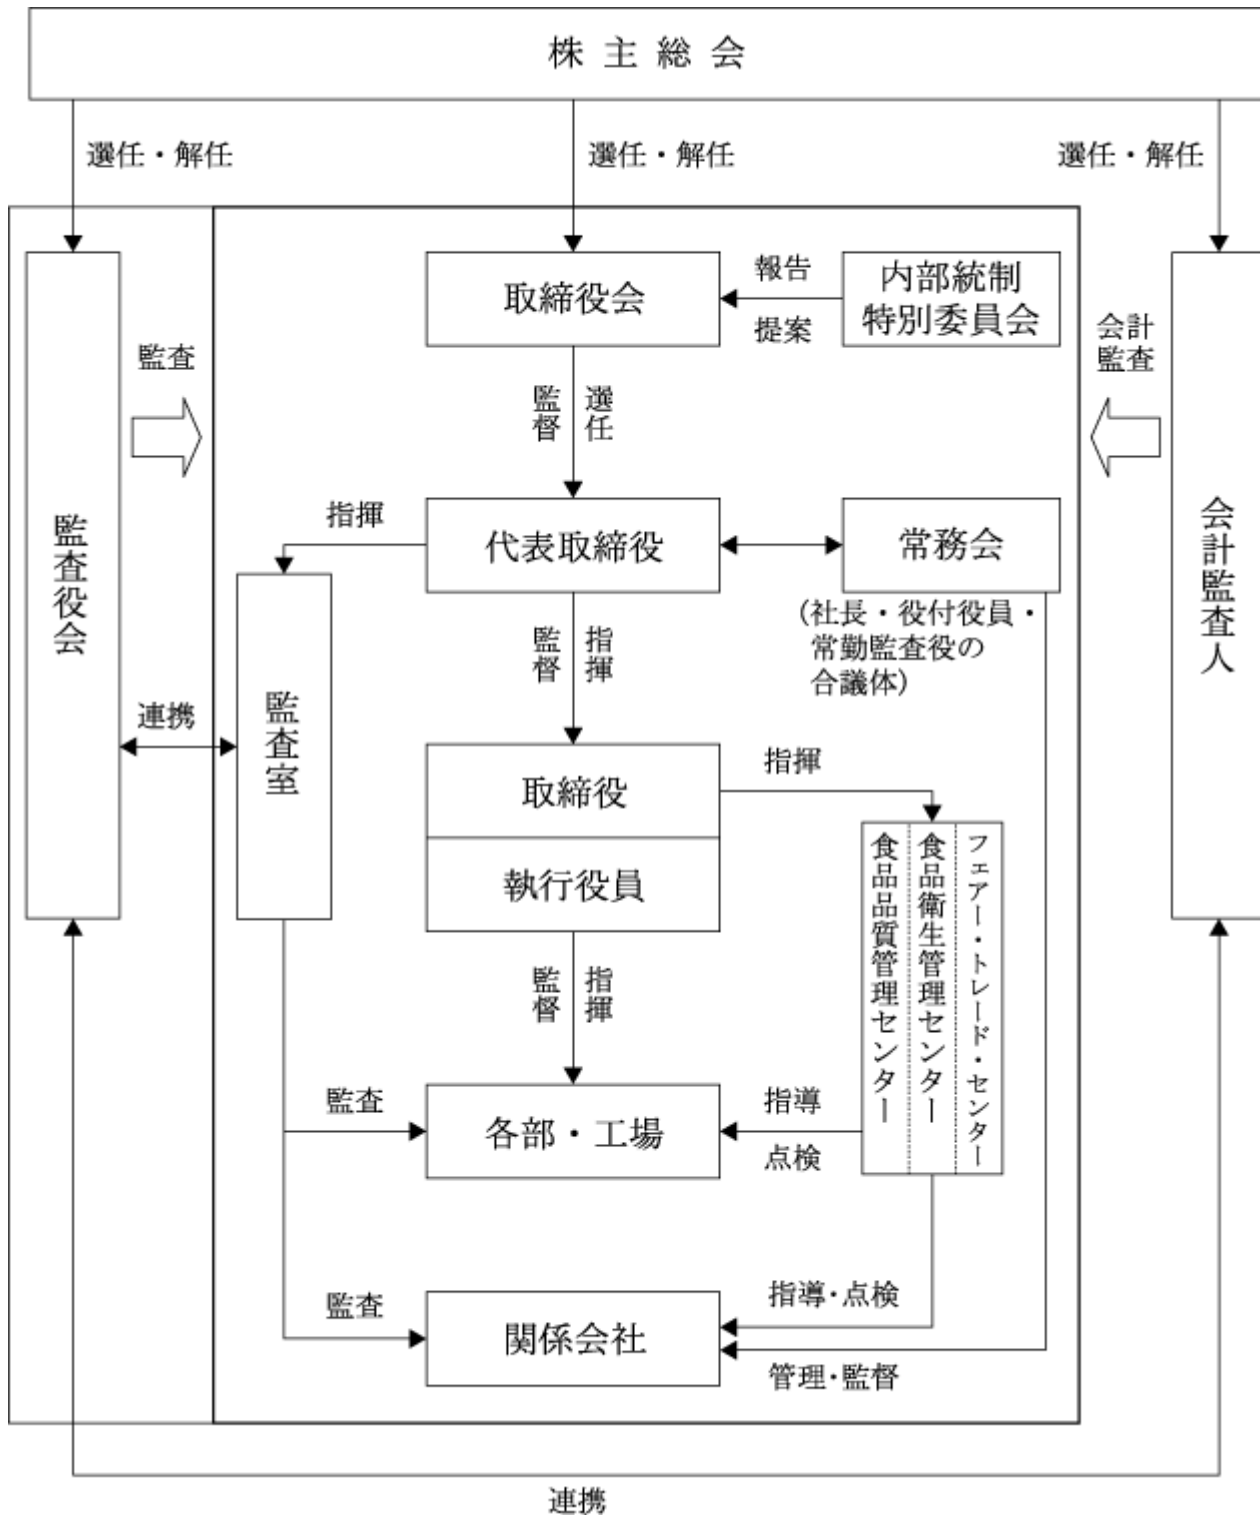 株主総会
選任・解任
選任・解任
選任・解任
取締役会
報告
提案
内部統制
特別委員会
監査
会計
監査
監督
選任
監査役会
指揮
代表取締役
常務会
(社長・役付役員・
常勤監査役の
合議体)
会計監査人
監査室
監督
指揮
連携
取締役
執行役員
指揮
食品品質管理センター
食品衛生管理センター
フェアー・トレード・センター
監督
指揮
監査
各部・工場
指導
点検
監査
関係会社
指導・点検
管理・監督
連携